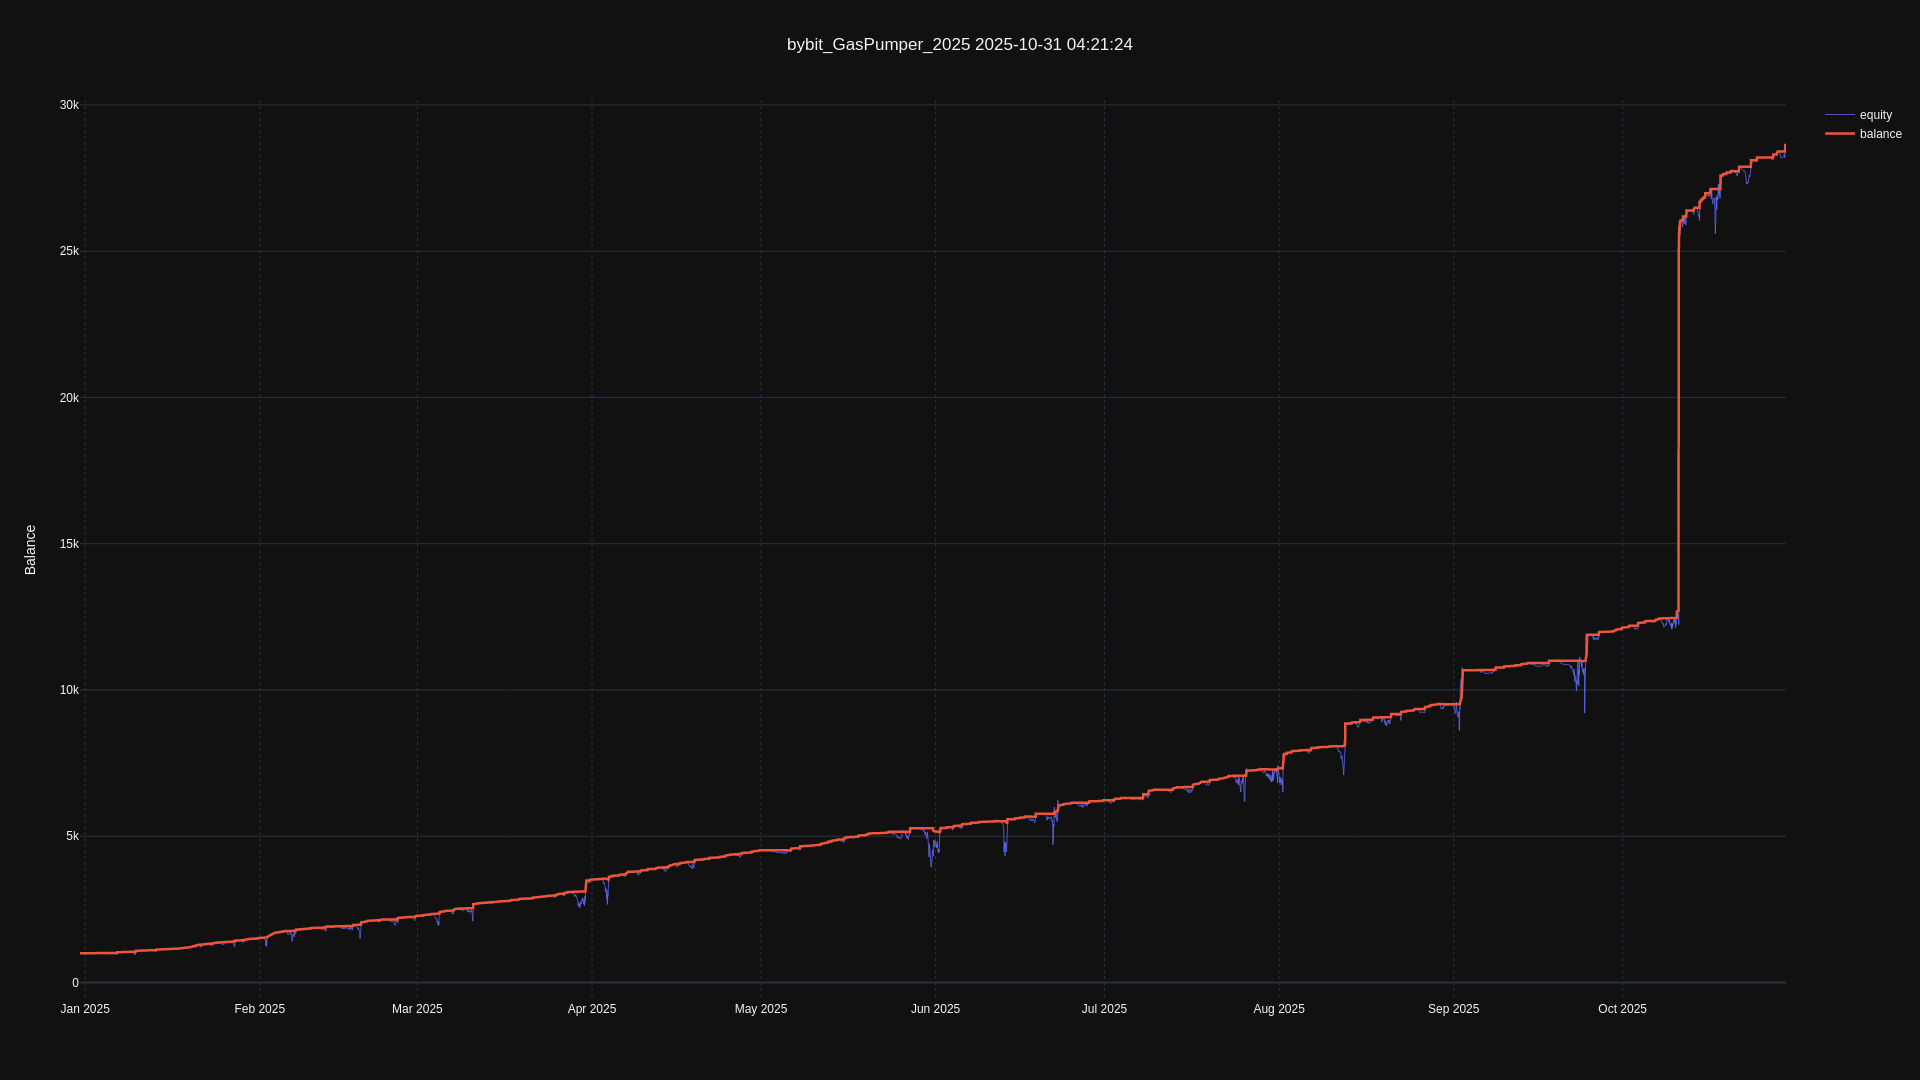 bybit_GasPumper_2025 2025-10-31 04:21:24
equity
balance
Balance
30k
25k
20k
15k
10k
5k
0
Jan 2025
Feb 2025
Mar 2025
Apr 2025
May 2025
Jun 2025
Jul 2025
Aug 2025
Sep 2025
Oct 2025